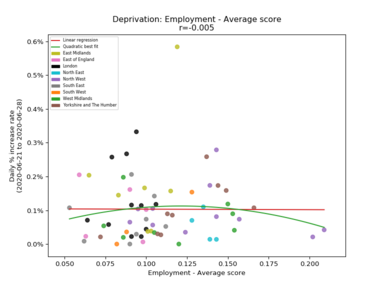 Deprivation: Employment - Average score
r=-0.005
Linear regression
Quadratic best fit
East Midlands
East of England
London
North East
North West
South East
South West
West Midlands
Yorkshire and The Humber
Daily % increase rate
(2020-06-21 to 2020-06-28)
0.6%
0.5%
0.4%
0.3%
0.2%
0.1%
0.0%
0.050
0.075
0.100
0.125
0.150
0.175
0.200
Employment - Average score